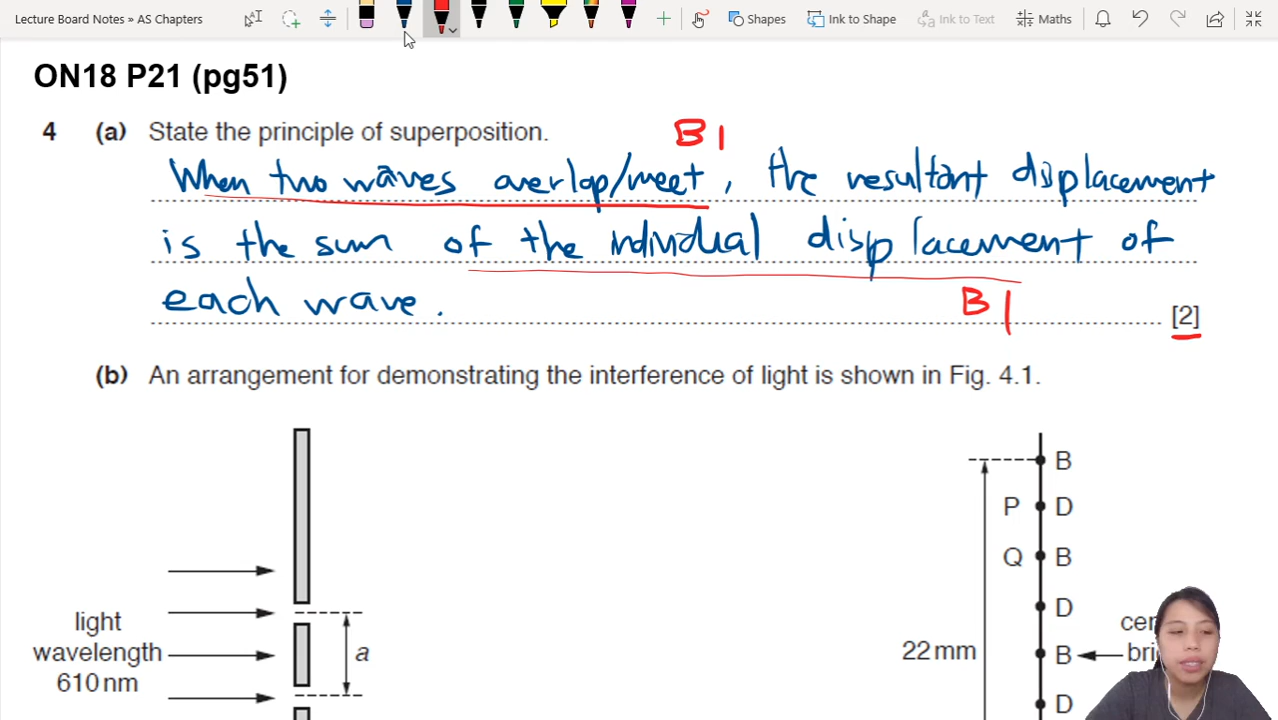 Lecture Board Notes – AS Chapters
Shapes
Ink to Shape
Ink to Text
Maths
ON18 P21 (pg51)
4 (a) State the principle of superposition.
B1
When two waves overlap/meet, the resultant displacement
is the sum of the individual displacement of
each wave.
B1
[2]
(b) An arrangement for demonstrating the interference of light is shown in Fig. 4.1.
B
P D
Q B
D
light
wavelength
610 nm
a
22 mm
B
D